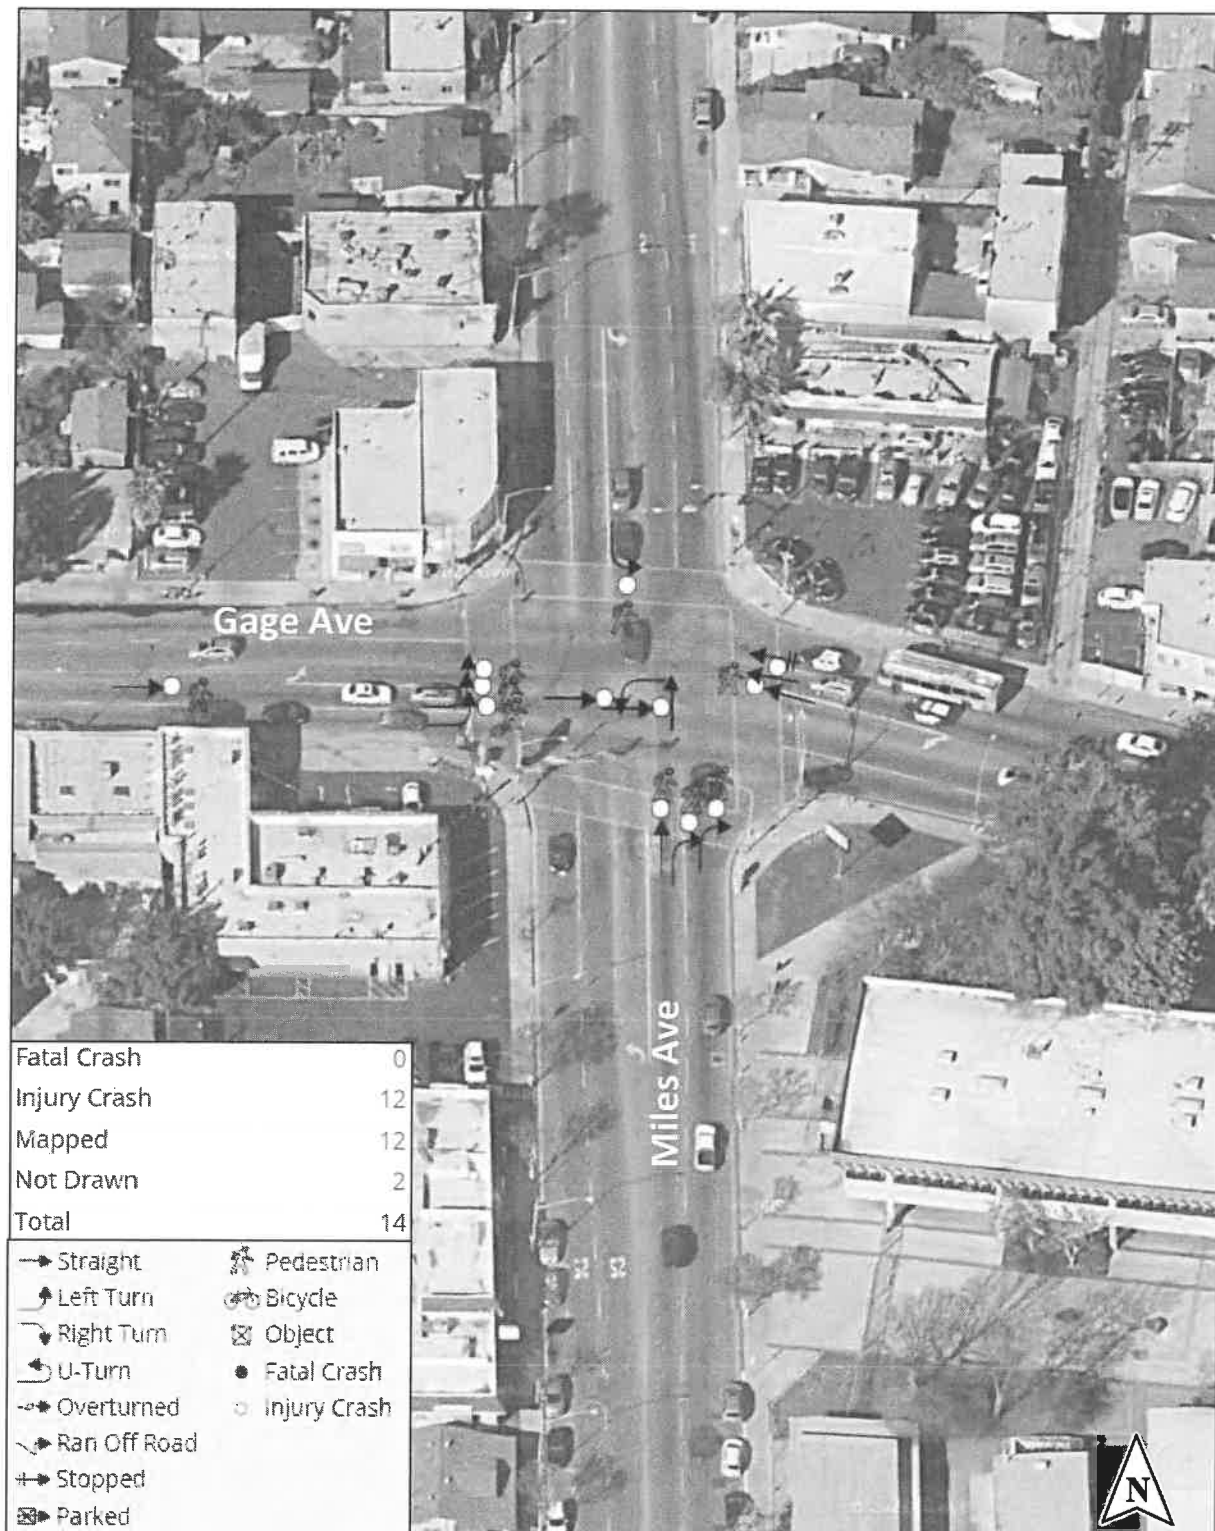 Gage Ave
Miles Ave
Fatal Crash 0
Injury Crash 12
Mapped 12
Not Drawn 2
Total 14
Straight
Left Turn
Right Turn
U-Turn
Overturned
Ran Off Road
Stopped
Parked
Pedestrian
Bicycle
Object
Fatal Crash
Injury Crash
N